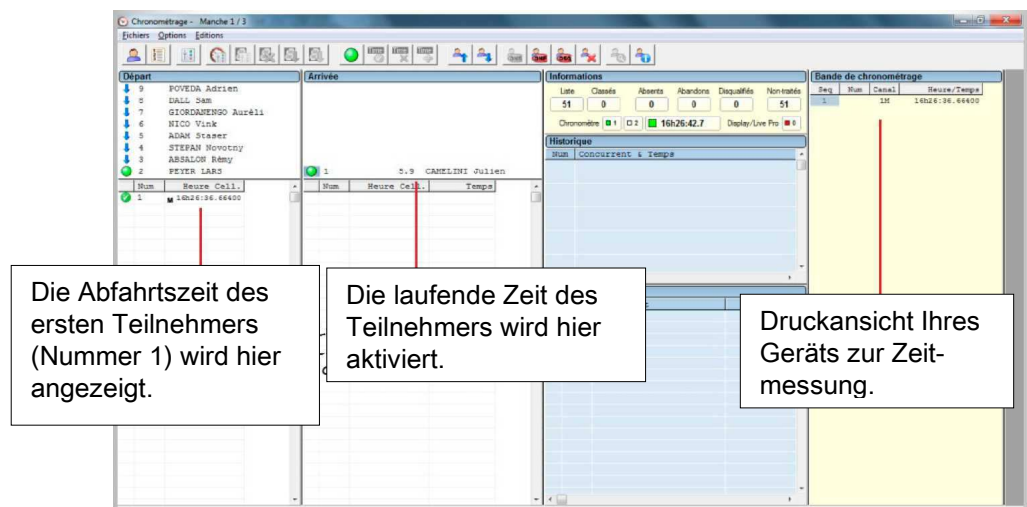 Chronométrage - Manche 1 / 3
Fichiers Options Editions
Départ
9 POVEDA Adrien
8 DALL Sam
7 GIORDANENGO Auréli
6 NICO Vink
5 ADAM Staser
4 STEPAN Novotny
3 ABSALON Rémy
2 PEYER LARS
Num Heure Cell.
1 M 16h26:36.66400
Arrivée
1 5.9 CAMELINI Julien
Num Heure Cell. Temps
Informations
Liste Classés Absents Abandons Disqualifiés Non-traités
51 0 0 0 0 51
Chronomètre 1 2 16h26:42.7 Display/Live Pro 0
Historique
Num Concurrent & Temps
Bande de chronométrage
Seq Num Canal Heure/Temps
1 1M 16h26:36.66400
Die Abfahrtszeit des
ersten Teilnehmers
(Nummer 1) wird hier
angezeigt.
Die laufende Zeit des
Teilnehmers wird hier
aktiviert.
Druckansicht Ihres
Geräts zur Zeit-
messung.